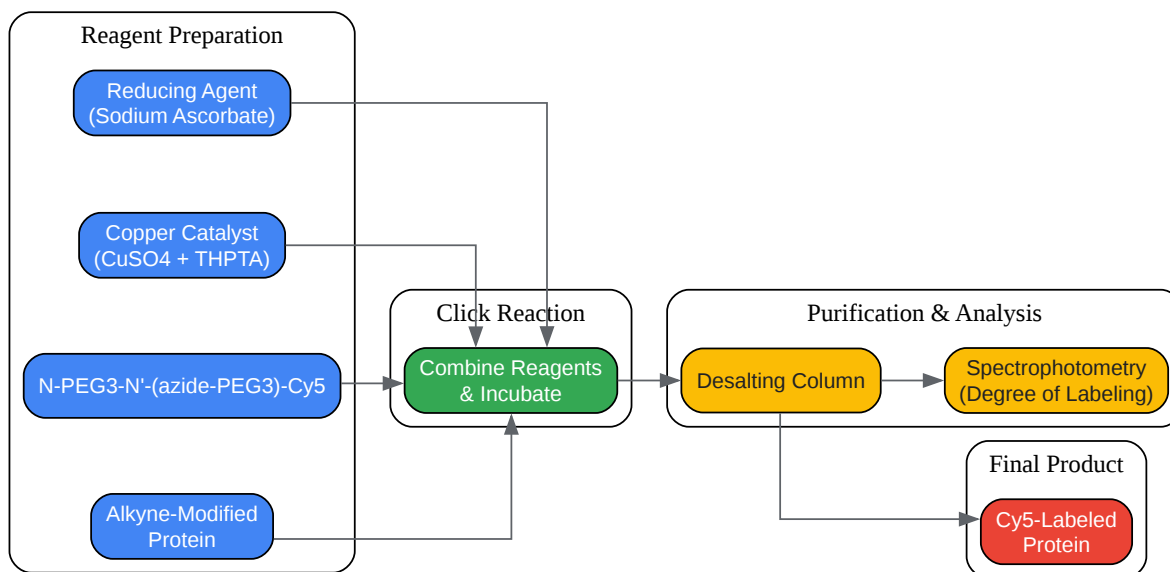 Reagent Preparation
Reducing Agent
(Sodium Ascorbate)
Copper Catalyst
(CuSO4 + THPTA)
N-PEG3-N'-(azide-PEG3)-Cy5
Alkyne-Modified
Protein
Click Reaction
Combine Reagents
& Incubate
Purification & Analysis
Desalting Column
Spectrophotometry
(Degree of Labeling)
Final Product
Cy5-Labeled
Protein